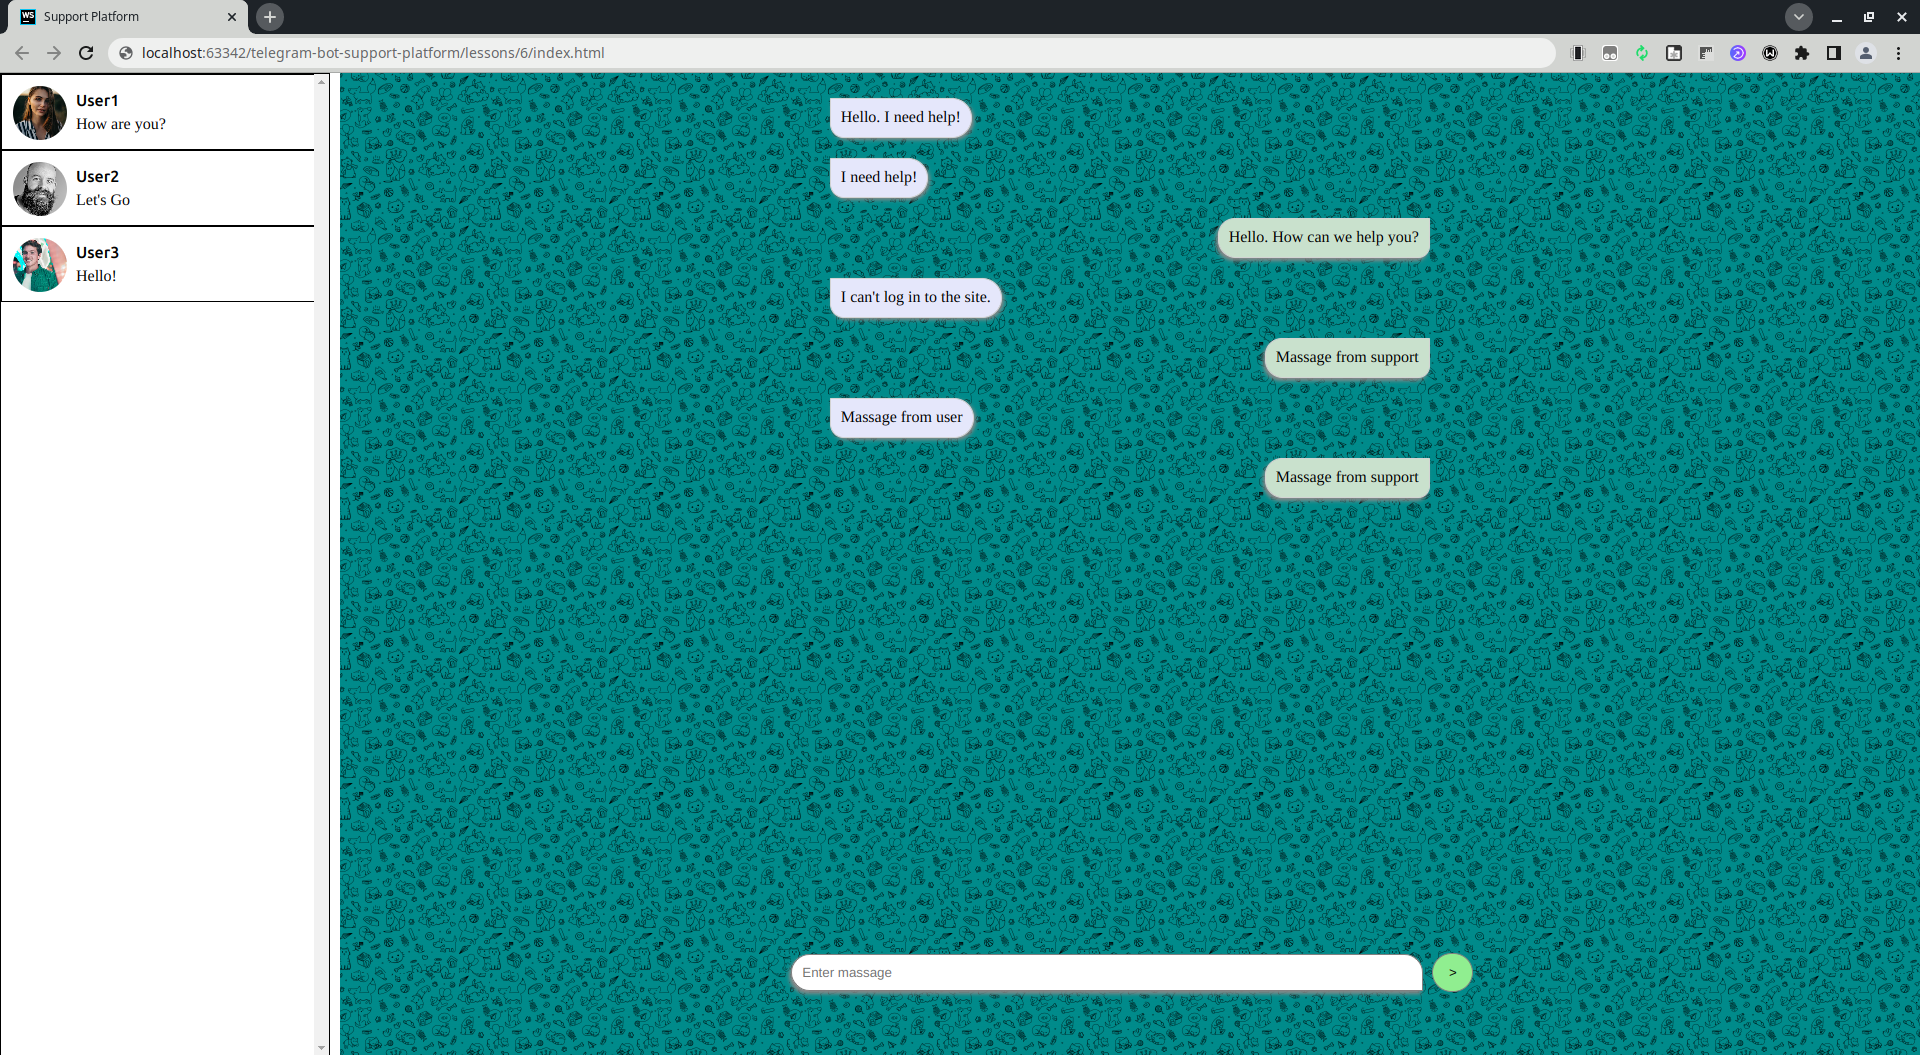 WS
Support Platform
localhost:63342/telegram-bot-support-platform/lessons/6/index.html
User1
How are you?
User2
Let's Go
User3
Hello!
Hello. I need help!
I need help!
Hello. How can we help you?
I can't log in to the site.
Massage from support
Massage from user
Massage from support
Enter massage
>